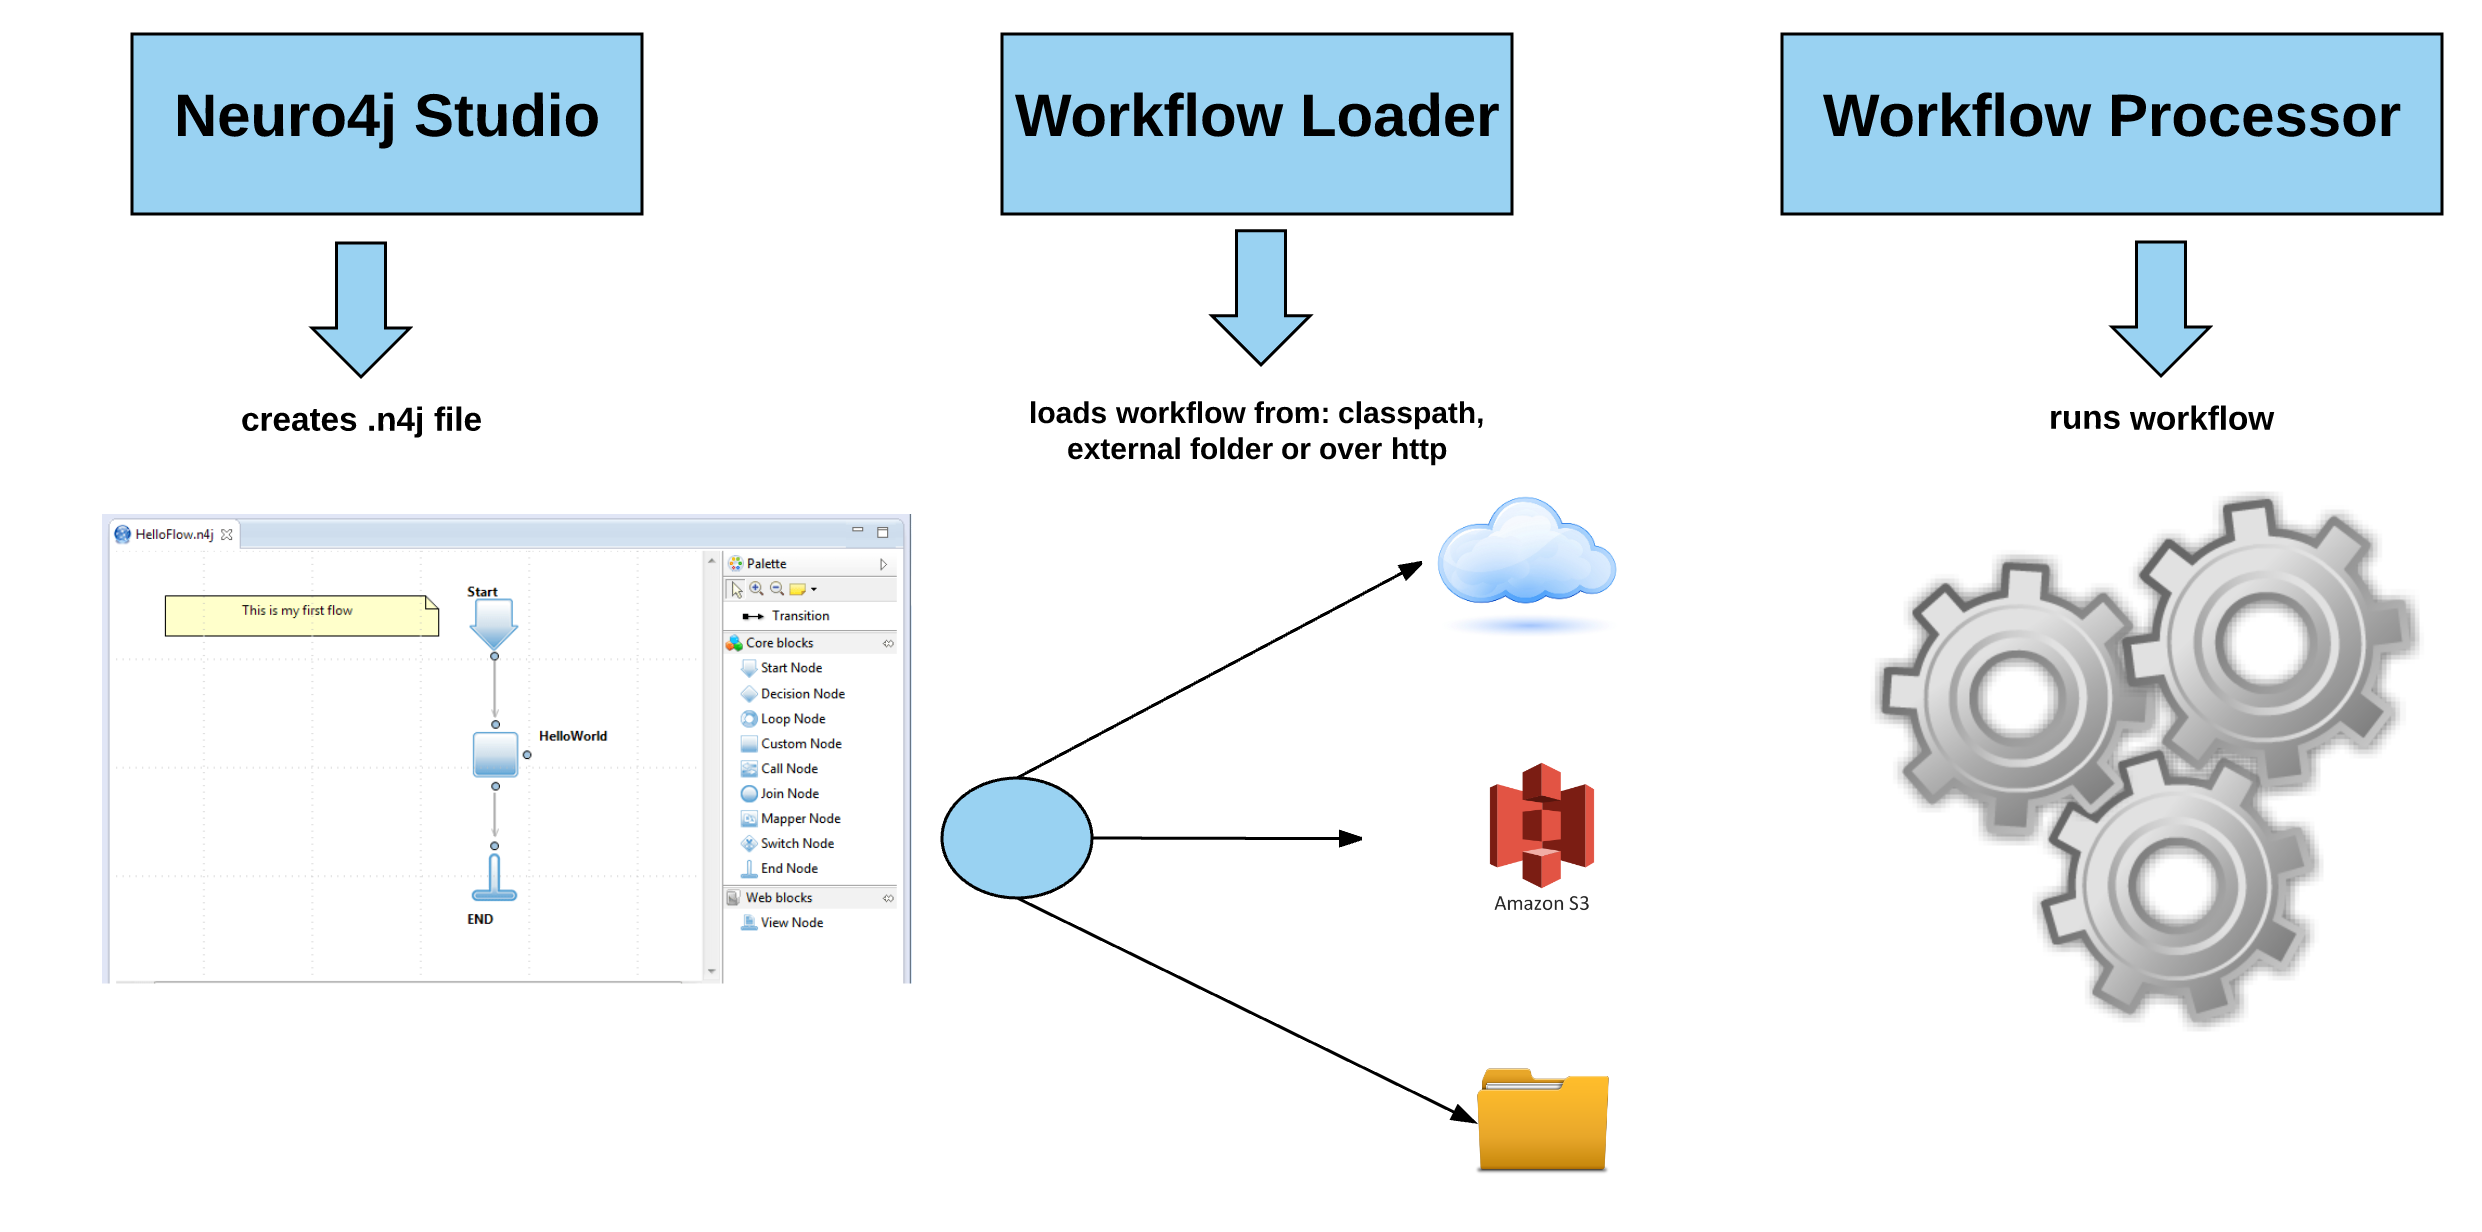 Neuro4j Studio
Workflow Loader
Workflow Processor
creates .n4j file
loads workflow from: classpath,
external folder or over http
runs workflow
HelloFlow.n4j
This is my first flow
Start
HelloWorld
END
Palette
Transition
Core blocks
Start Node
Decision Node
Loop Node
Custom Node
Call Node
Join Node
Mapper Node
Switch Node
End Node
Web blocks
View Node
Amazon S3